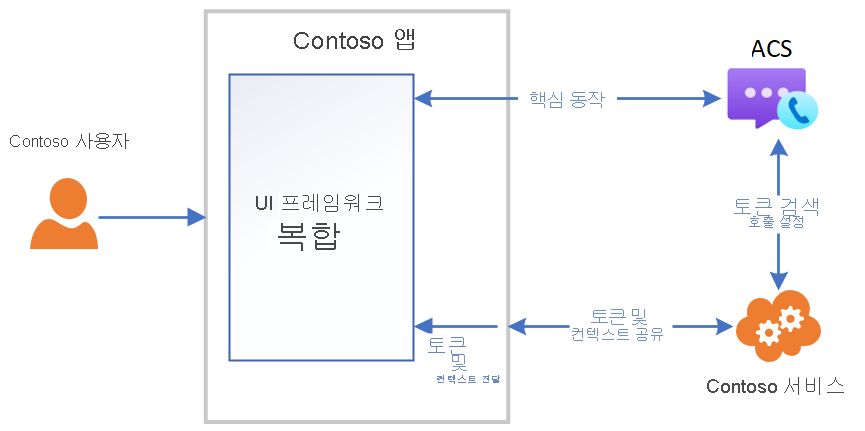 Contoso 앱
ACS
핵심 동작
Contoso 사용자
UI 프레임워크
복합
토큰 검색
호출 설정
토큰 및
컨텍스트 공유
토큰
및
컨텍스트 전달
Contoso 서비스